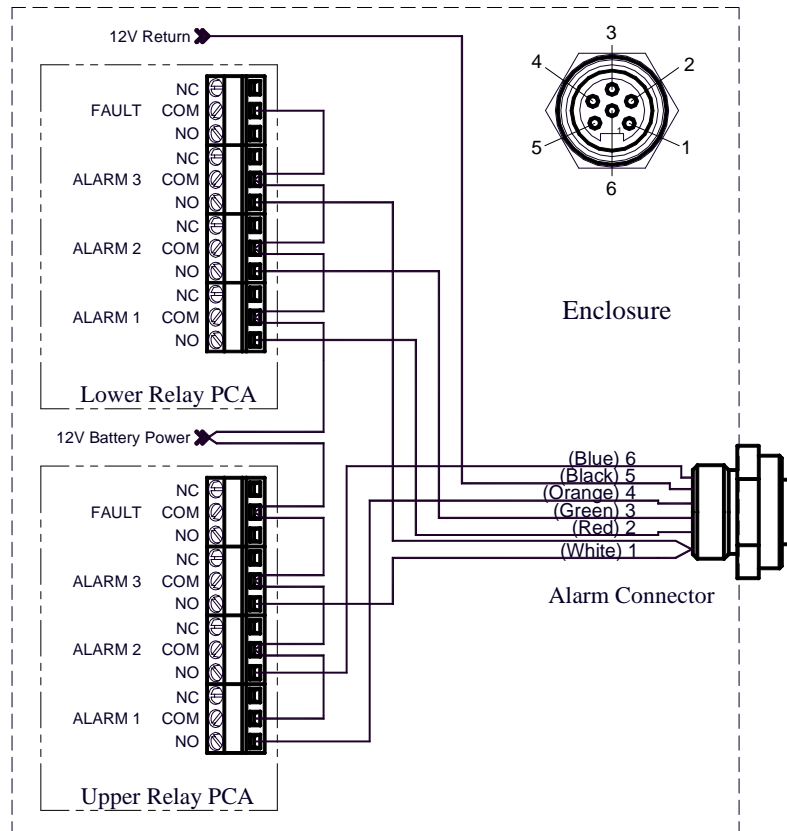 12V Return
3
4
2
5
1
1
6
NC
FAULT COM
NO
NC
ALARM 3 COM
NO
NC
ALARM 2 COM
NO
NC
ALARM 1 COM
NO
Enclosure
Lower Relay PCA
12V Battery Power
(Blue) 6
(Black) 5
(Orange) 4
(Green) 3
(Red) 2
(White) 1
Alarm Connector
NC
FAULT COM
NO
NC
ALARM 3 COM
NO
NC
ALARM 2 COM
NO
NC
ALARM 1 COM
NO
Upper Relay PCA